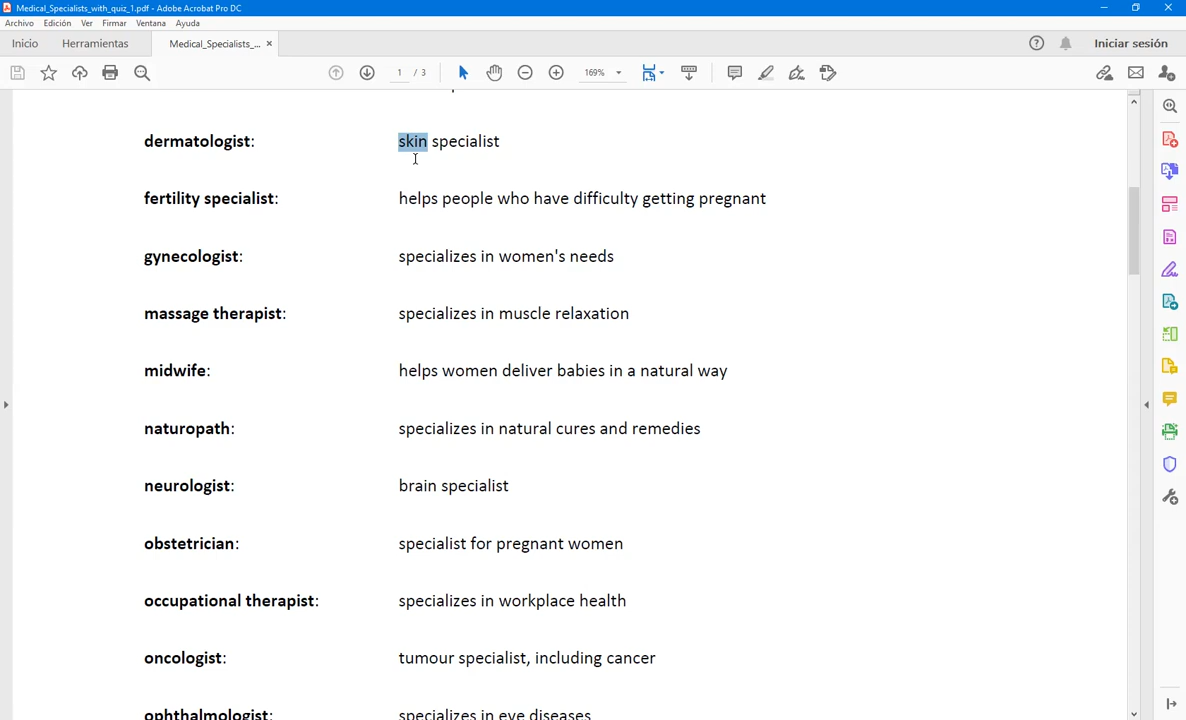 Medical_Specialists_with_quiz_1.pdf - Adobe Acrobat Pro DC
Archivo Edición Ver Firmar Ventana Ayuda
Inicio Herramientas Medical_Specialists_... × Iniciar sesión
1 / 3 169%
dermatologist: skin specialist
fertility specialist: helps people who have difficulty getting pregnant
gynecologist: specializes in women's needs
massage therapist: specializes in muscle relaxation
midwife: helps women deliver babies in a natural way
naturopath: specializes in natural cures and remedies
neurologist: brain specialist
obstetrician: specialist for pregnant women
occupational therapist: specializes in workplace health
oncologist: tumour specialist, including cancer
ophthalmologist: specializes in eye diseases